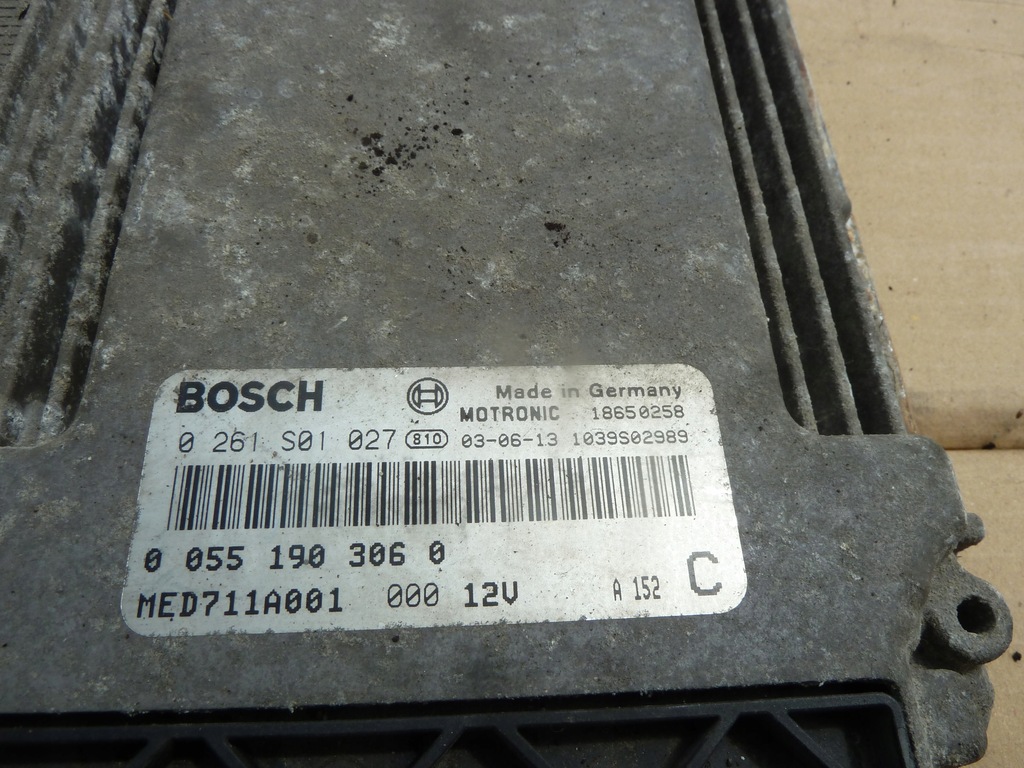 BOSCH Made in Germany
MOTRONIC 18650258
0 261 S01 027 810 03-06-13 1039S02989
0 055 190 306 0
MED711A001 000 12V A 152 C